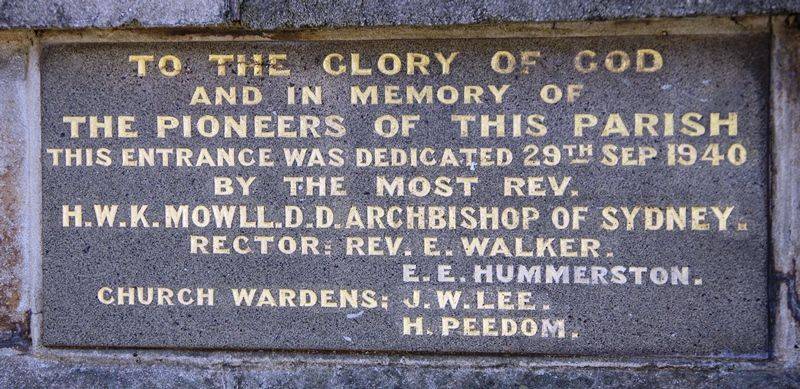 TO THE GLORY OF GOD
AND IN MEMORY OF
THE PIONEERS OF THIS PARISH
THIS ENTRANCE WAS DEDICATED 29TH SEP 1940
BY THE MOST REV.
H.W.K.MOWLL.D.D.ARCHBISHOP OF SYDNEY.
RECTOR: REV. E. WALKER.
E. E. HUMMERSTON.
CHURCH WARDENS; J. W. LEE.
H. PEEDOM.